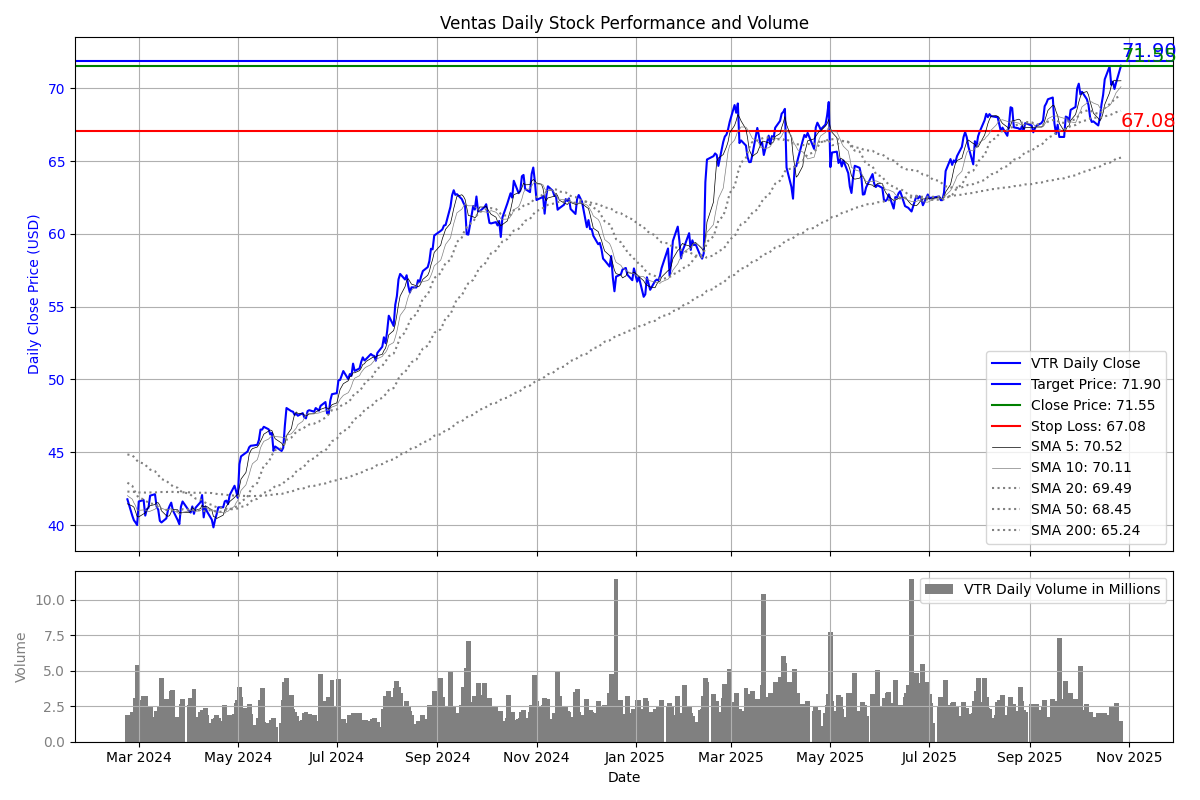 Ventas Daily Stock Performance and Volume
71.90
71.55
67.08
70
65
60
55
50
45
40
Daily Close Price (USD)
VTR Daily Close
Target Price: 71.90
Close Price: 71.55
Stop Loss: 67.08
SMA 5: 70.52
SMA 10: 70.11
SMA 20: 69.49
SMA 50: 68.45
SMA 200: 65.24
VTR Daily Volume in Millions
10.0
7.5
5.0
2.5
0.0
Volume
Mar 2024
May 2024
Jul 2024
Sep 2024
Nov 2024
Jan 2025
Mar 2025
May 2025
Jul 2025
Sep 2025
Nov 2025
Date